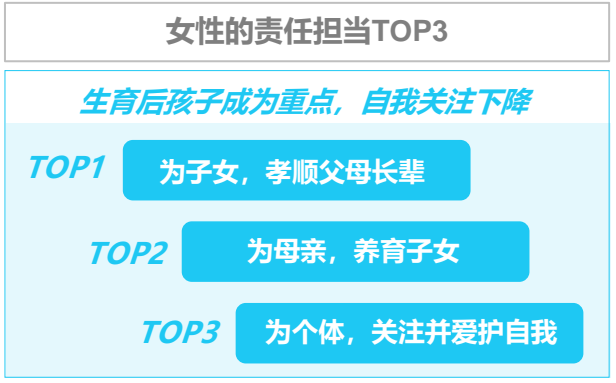 女性的责任担当TOP3
生育后孩子成为重点，自我关注下降
TOP1 为子女，孝顺父母长辈
TOP2 为母亲，养育子女
TOP3 为个体，关注并爱护自我